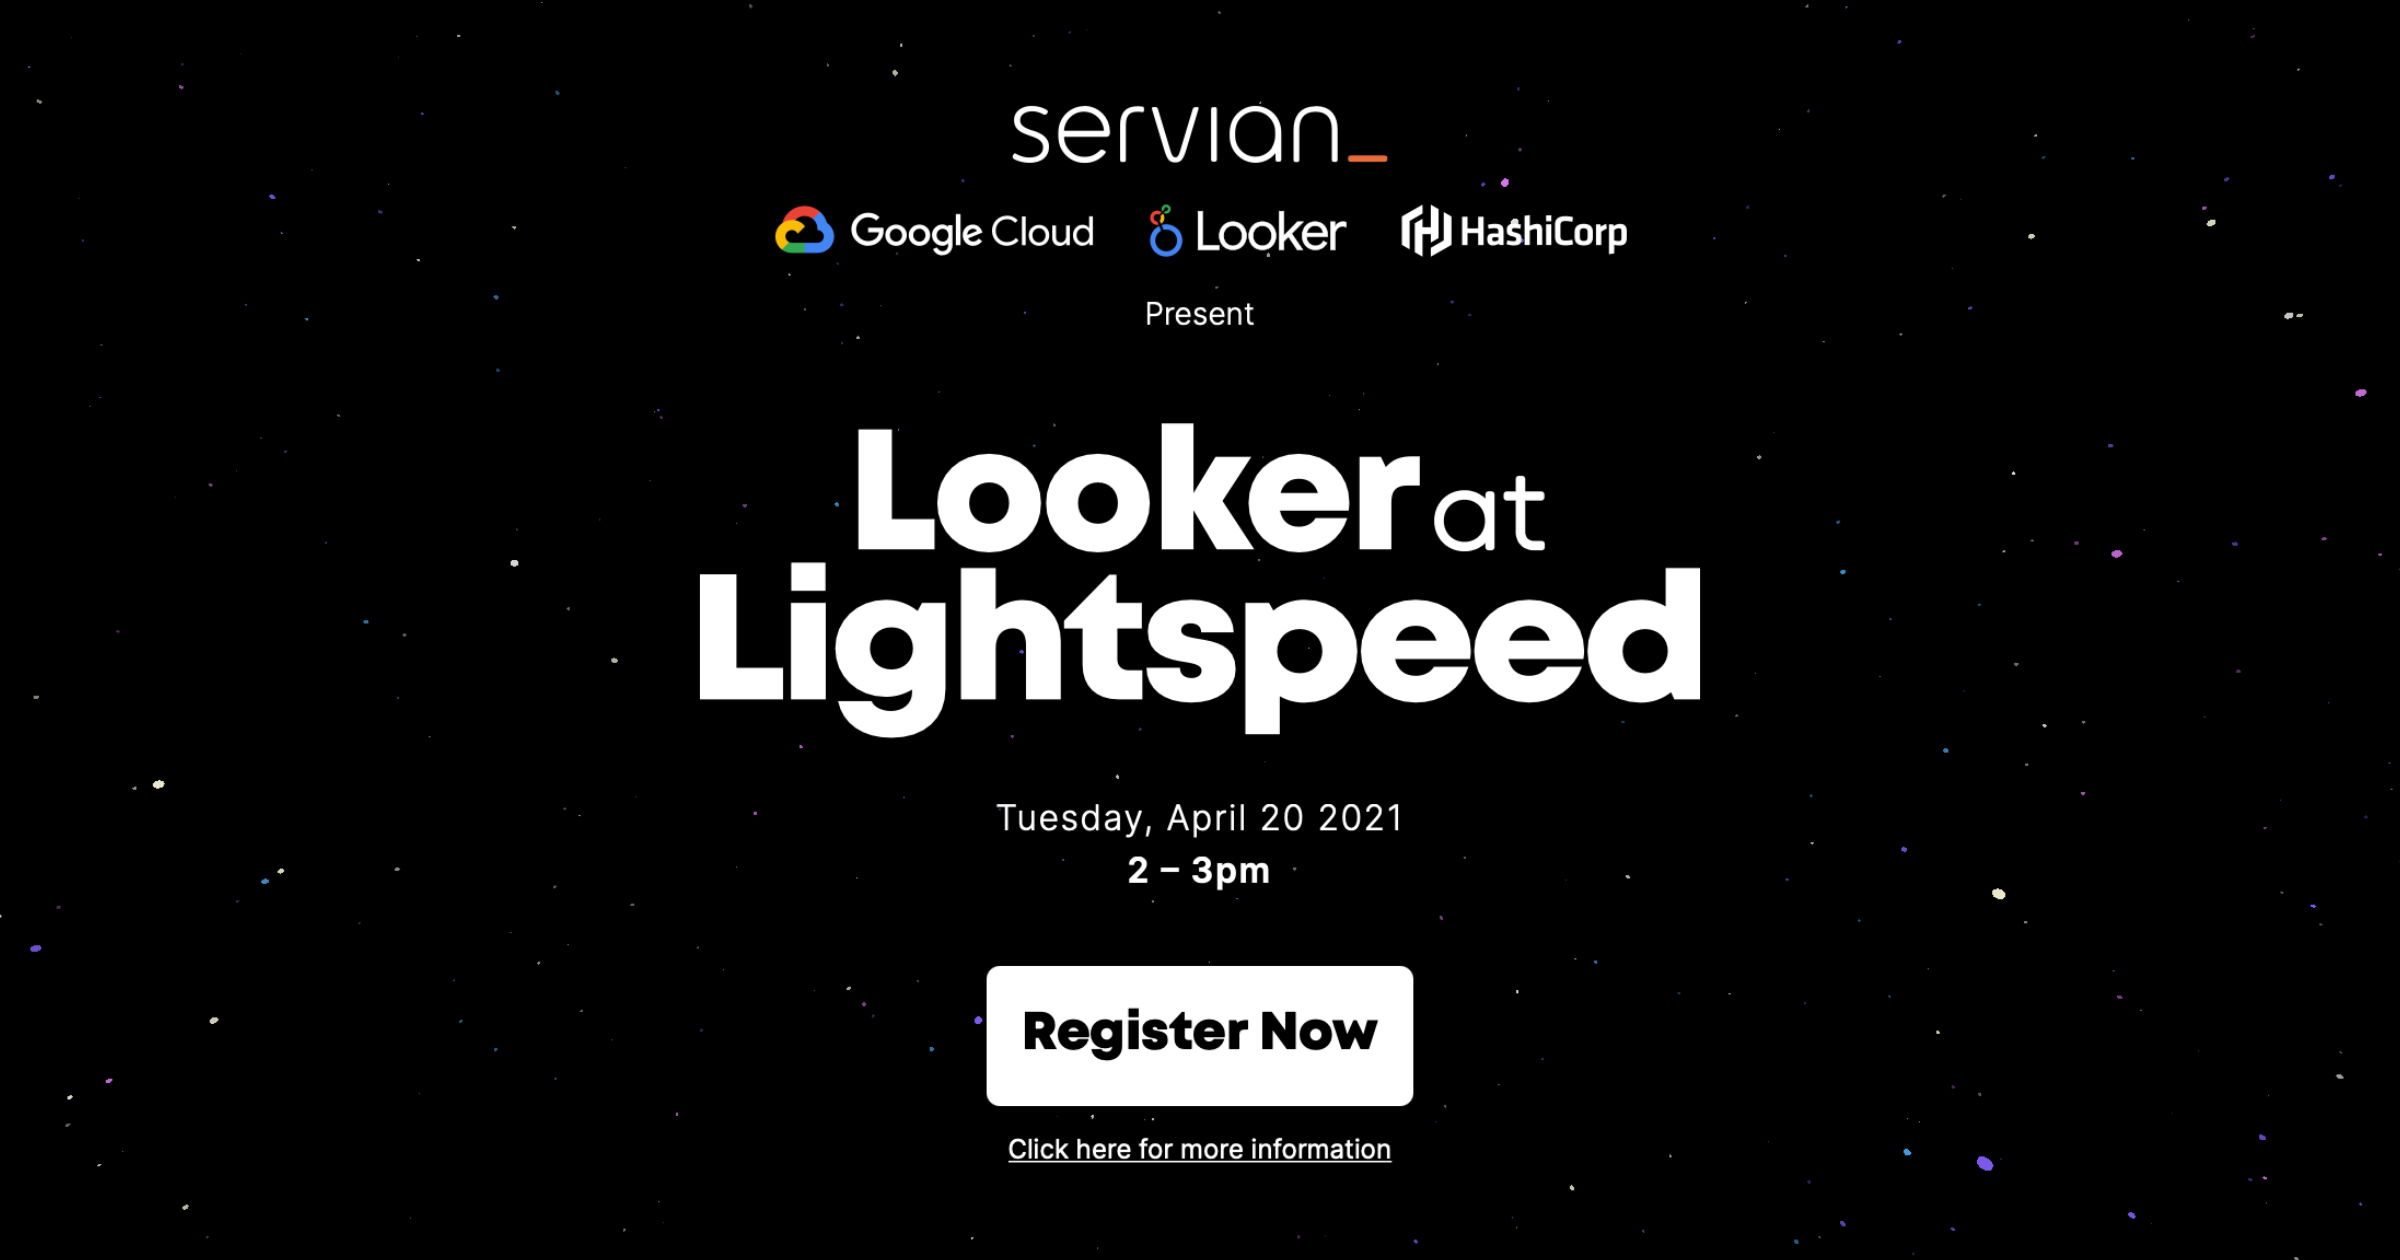 servian_
Google Cloud Looker HashiCorp
Present
Looker at
Lightspeed
Tuesday, April 20 2021
2 – 3pm
Register Now
Click here for more information